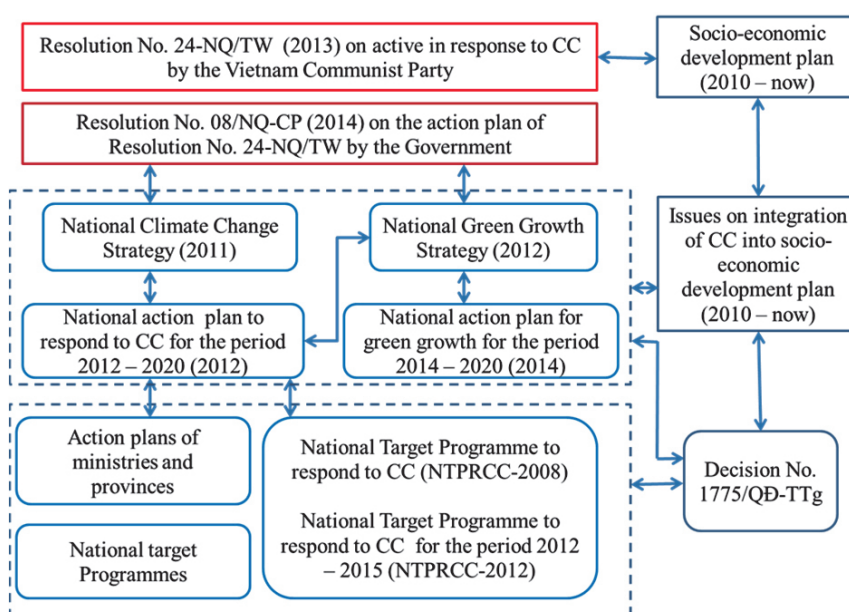 Resolution No. 24-NQ/TW (2013) on active in response to CC
by the Vietnam Communist Party
Socio-economic
development plan
(2010 – now)
Resolution No. 08/NQ-CP (2014) on the action plan of
Resolution No. 24-NQ/TW by the Government
National Climate Change
Strategy (2011)
National Green Growth
Strategy (2012)
Issues on integration
of CC into socio-
economic
development plan
(2010 – now)
National action plan to
respond to CC for the period
2012 – 2020 (2012)
National action plan for
green growth for the period
2014 – 2020 (2014)
Action plans of
ministries and
provinces
National Target Programme to
respond to CC (NTPRCC-2008)
National Target Programme to
respond to CC for the period 2012
– 2015 (NTPRCC-2012)
Decision No.
1775/QĐ-TTg
National target
Programmes